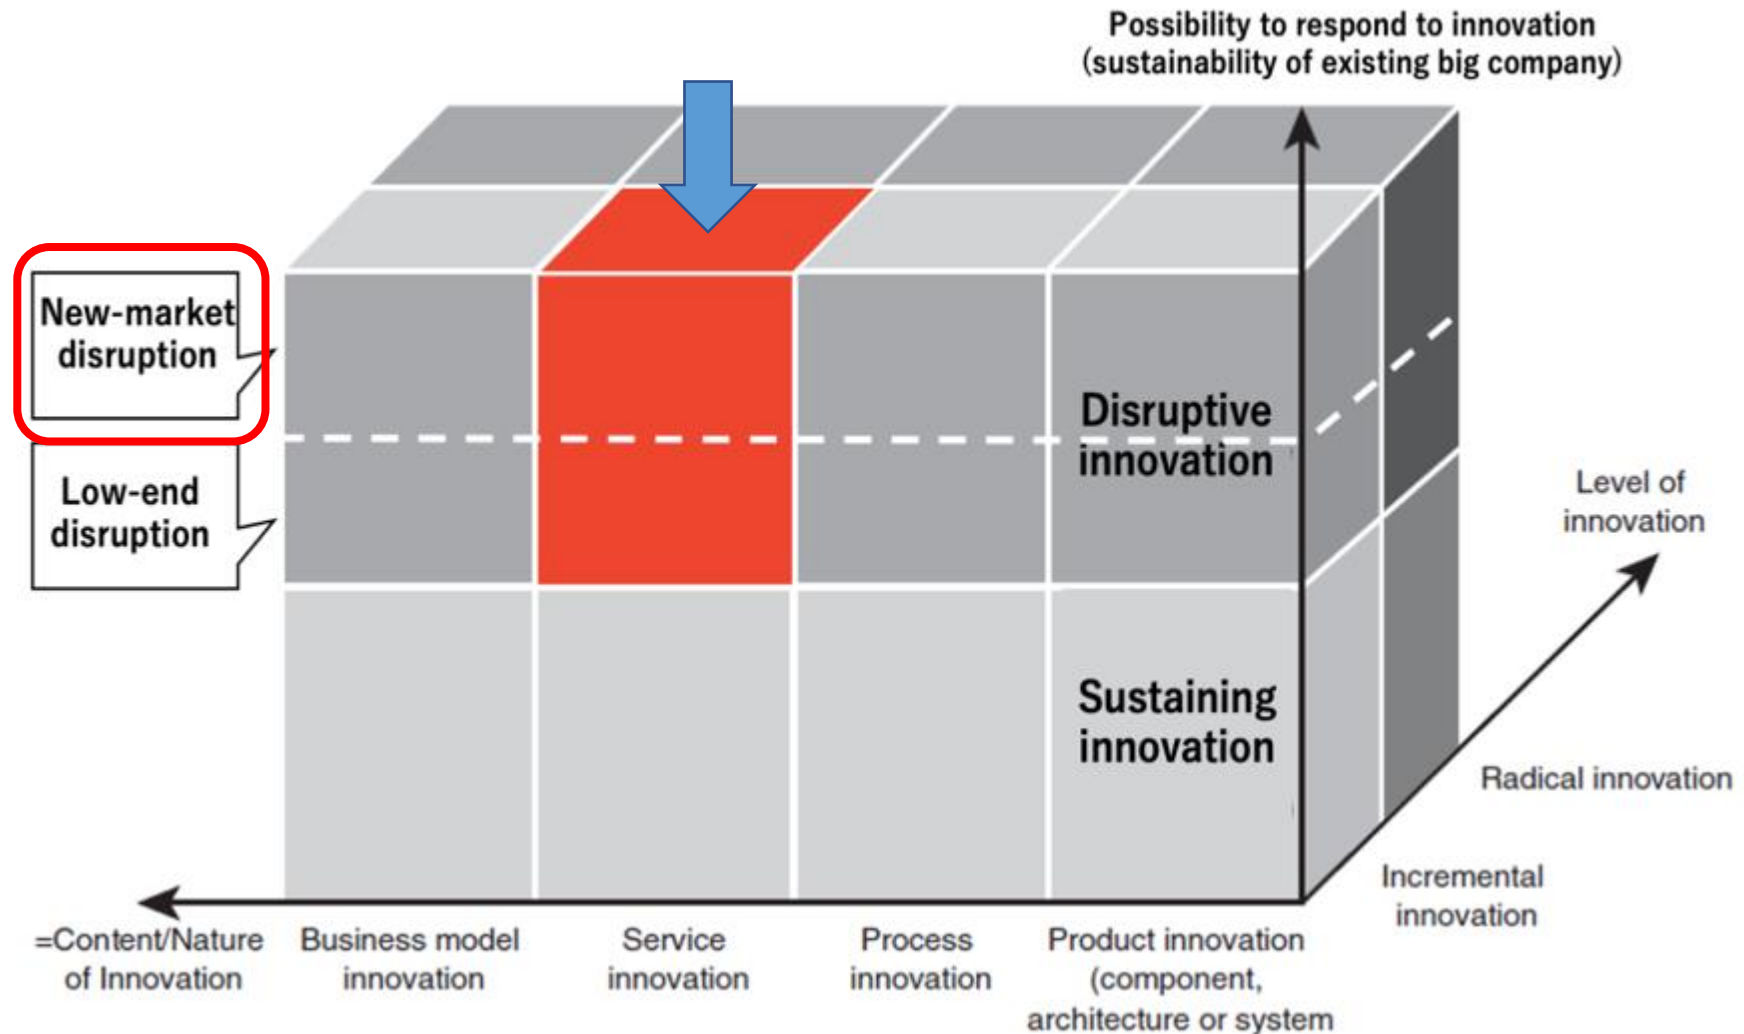 Possibility to respond to innovation
(sustainability of existing big company)
New-market
disruption
Low-end
disruption
Disruptive
innovation
Sustaining
innovation
Level of
innovation
Radical innovation
Incremental
innovation
=Content/Nature
of Innovation
Business model
innovation
Service
innovation
Process
innovation
Product innovation
(component,
architecture or system